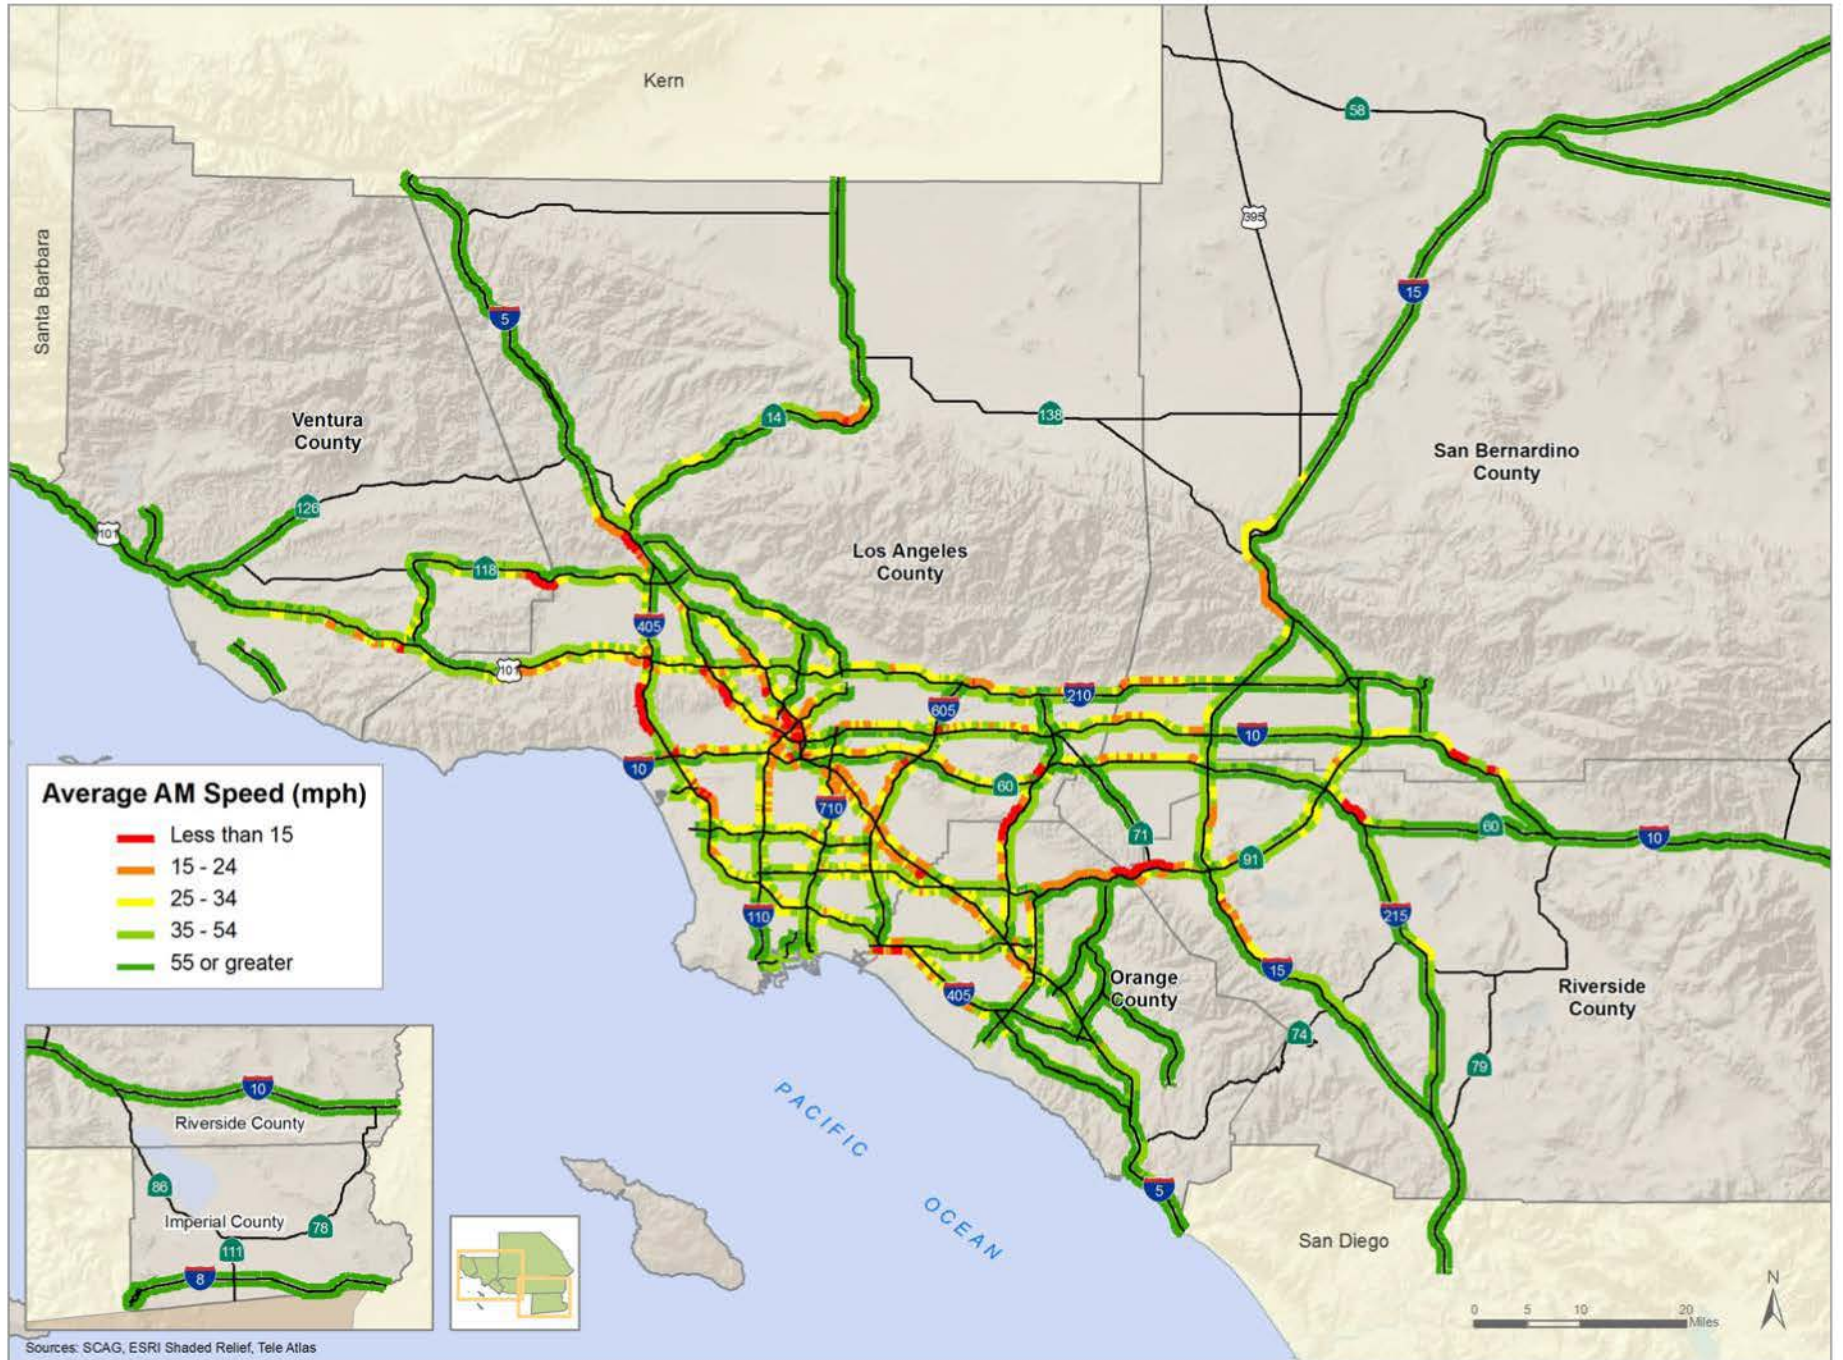 Kern
58
395
Santa Barbara
15
5
14
138
Ventura
County
San Bernardino
County
126
101
Los Angeles
County
118
405
101
210
605
10
10
60
710
71
60
10
91
110
215
15
405
Orange
County
Riverside
County
74
79
5
San Diego
PACIFIC
OCEAN
Average AM Speed (mph)
Less than 15
15 - 24
25 - 34
35 - 54
55 or greater
10
Riverside County
86
Imperial County
78
111
8
N
0 5 10 20
Miles
Sources: SCAG, ESRI Shaded Relief, Tele Atlas